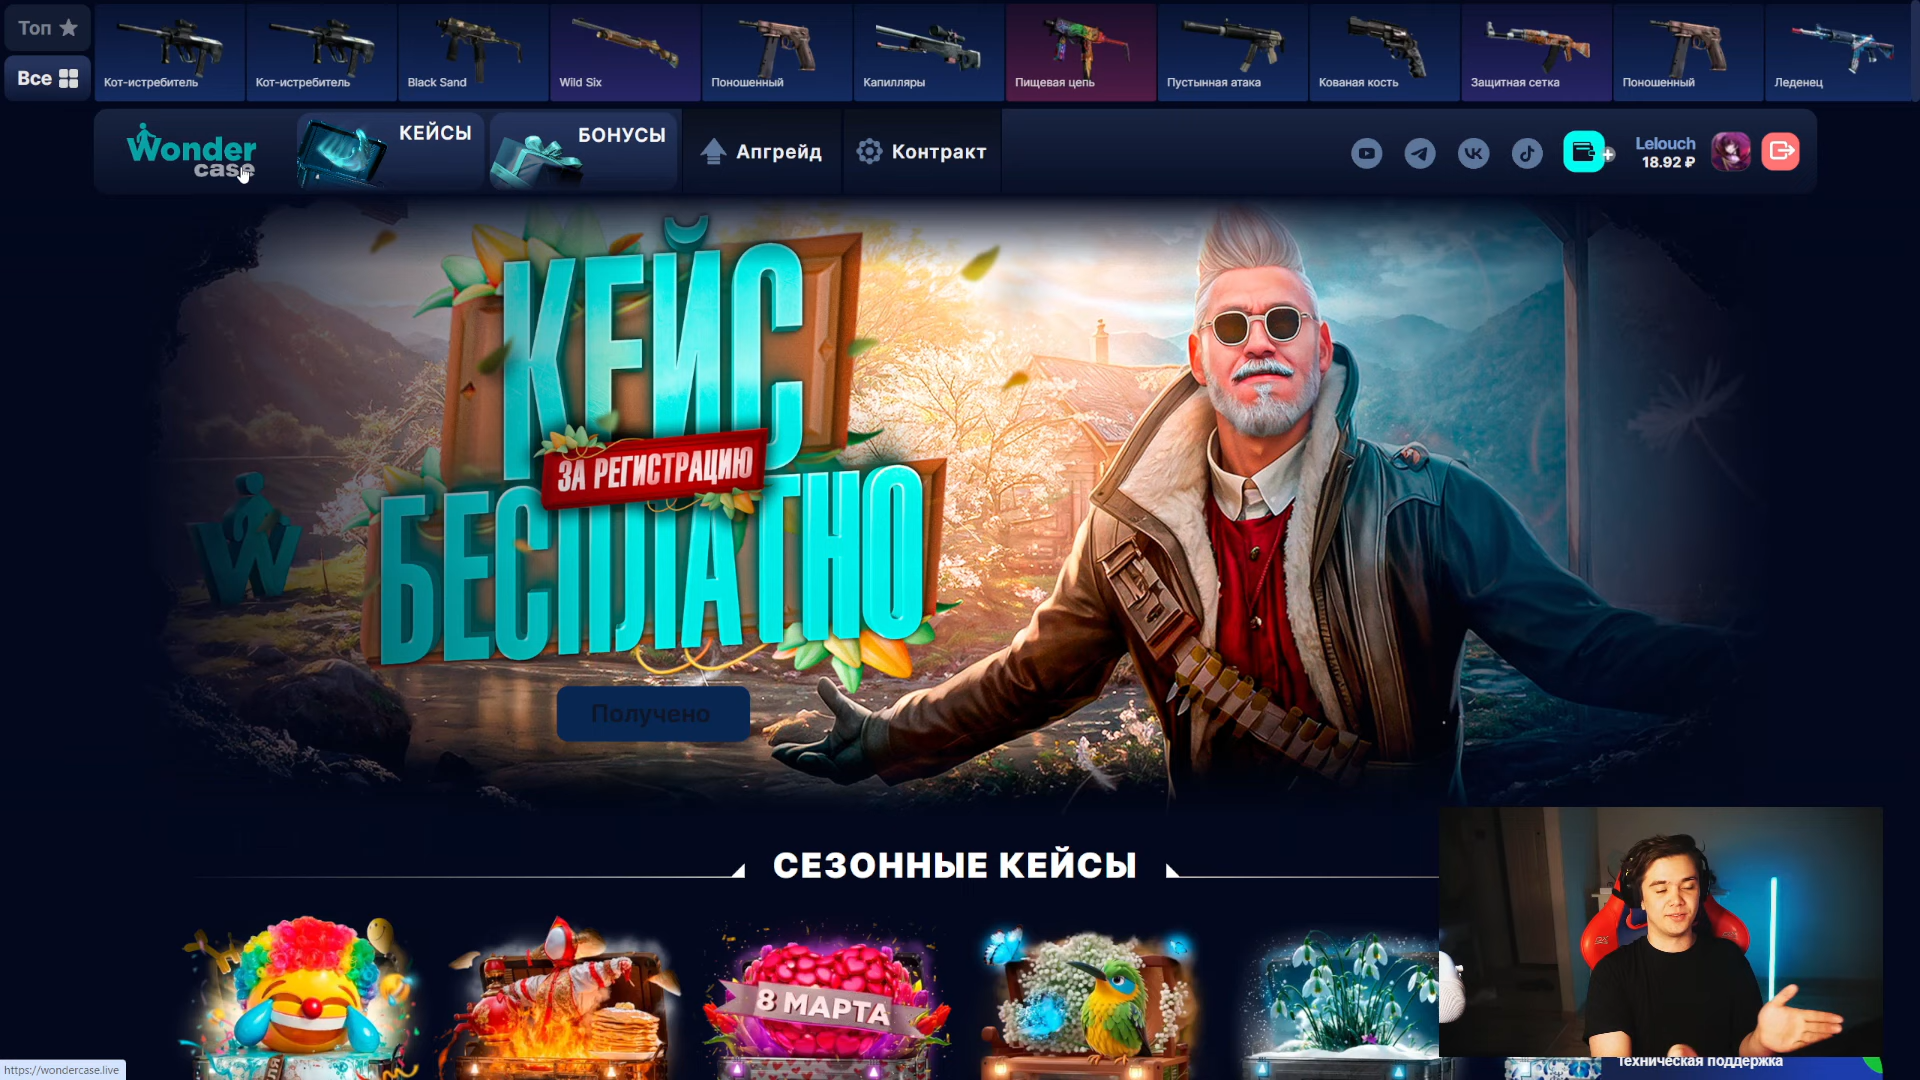 Топ
Все
Кот-истребитель
Кот-истребитель
Black Sand
Wild Six
Поношенный
Капилляры
Пищевая цепь
Пустынная атака
Кованая кость
Защитная сетка
Поношенный
Леденец
Wonder case
КЕЙСЫ
БОНУСЫ
Апгрейд
Контракт
Lelouch
18.92 ₽
КЕЙС
ЗА РЕГИСТРАЦИЮ
БЕСПЛАТНО
Получено
СЕЗОННЫЕ КЕЙСЫ
8 МАРТА
Техническая поддержка
https://wondercase.live